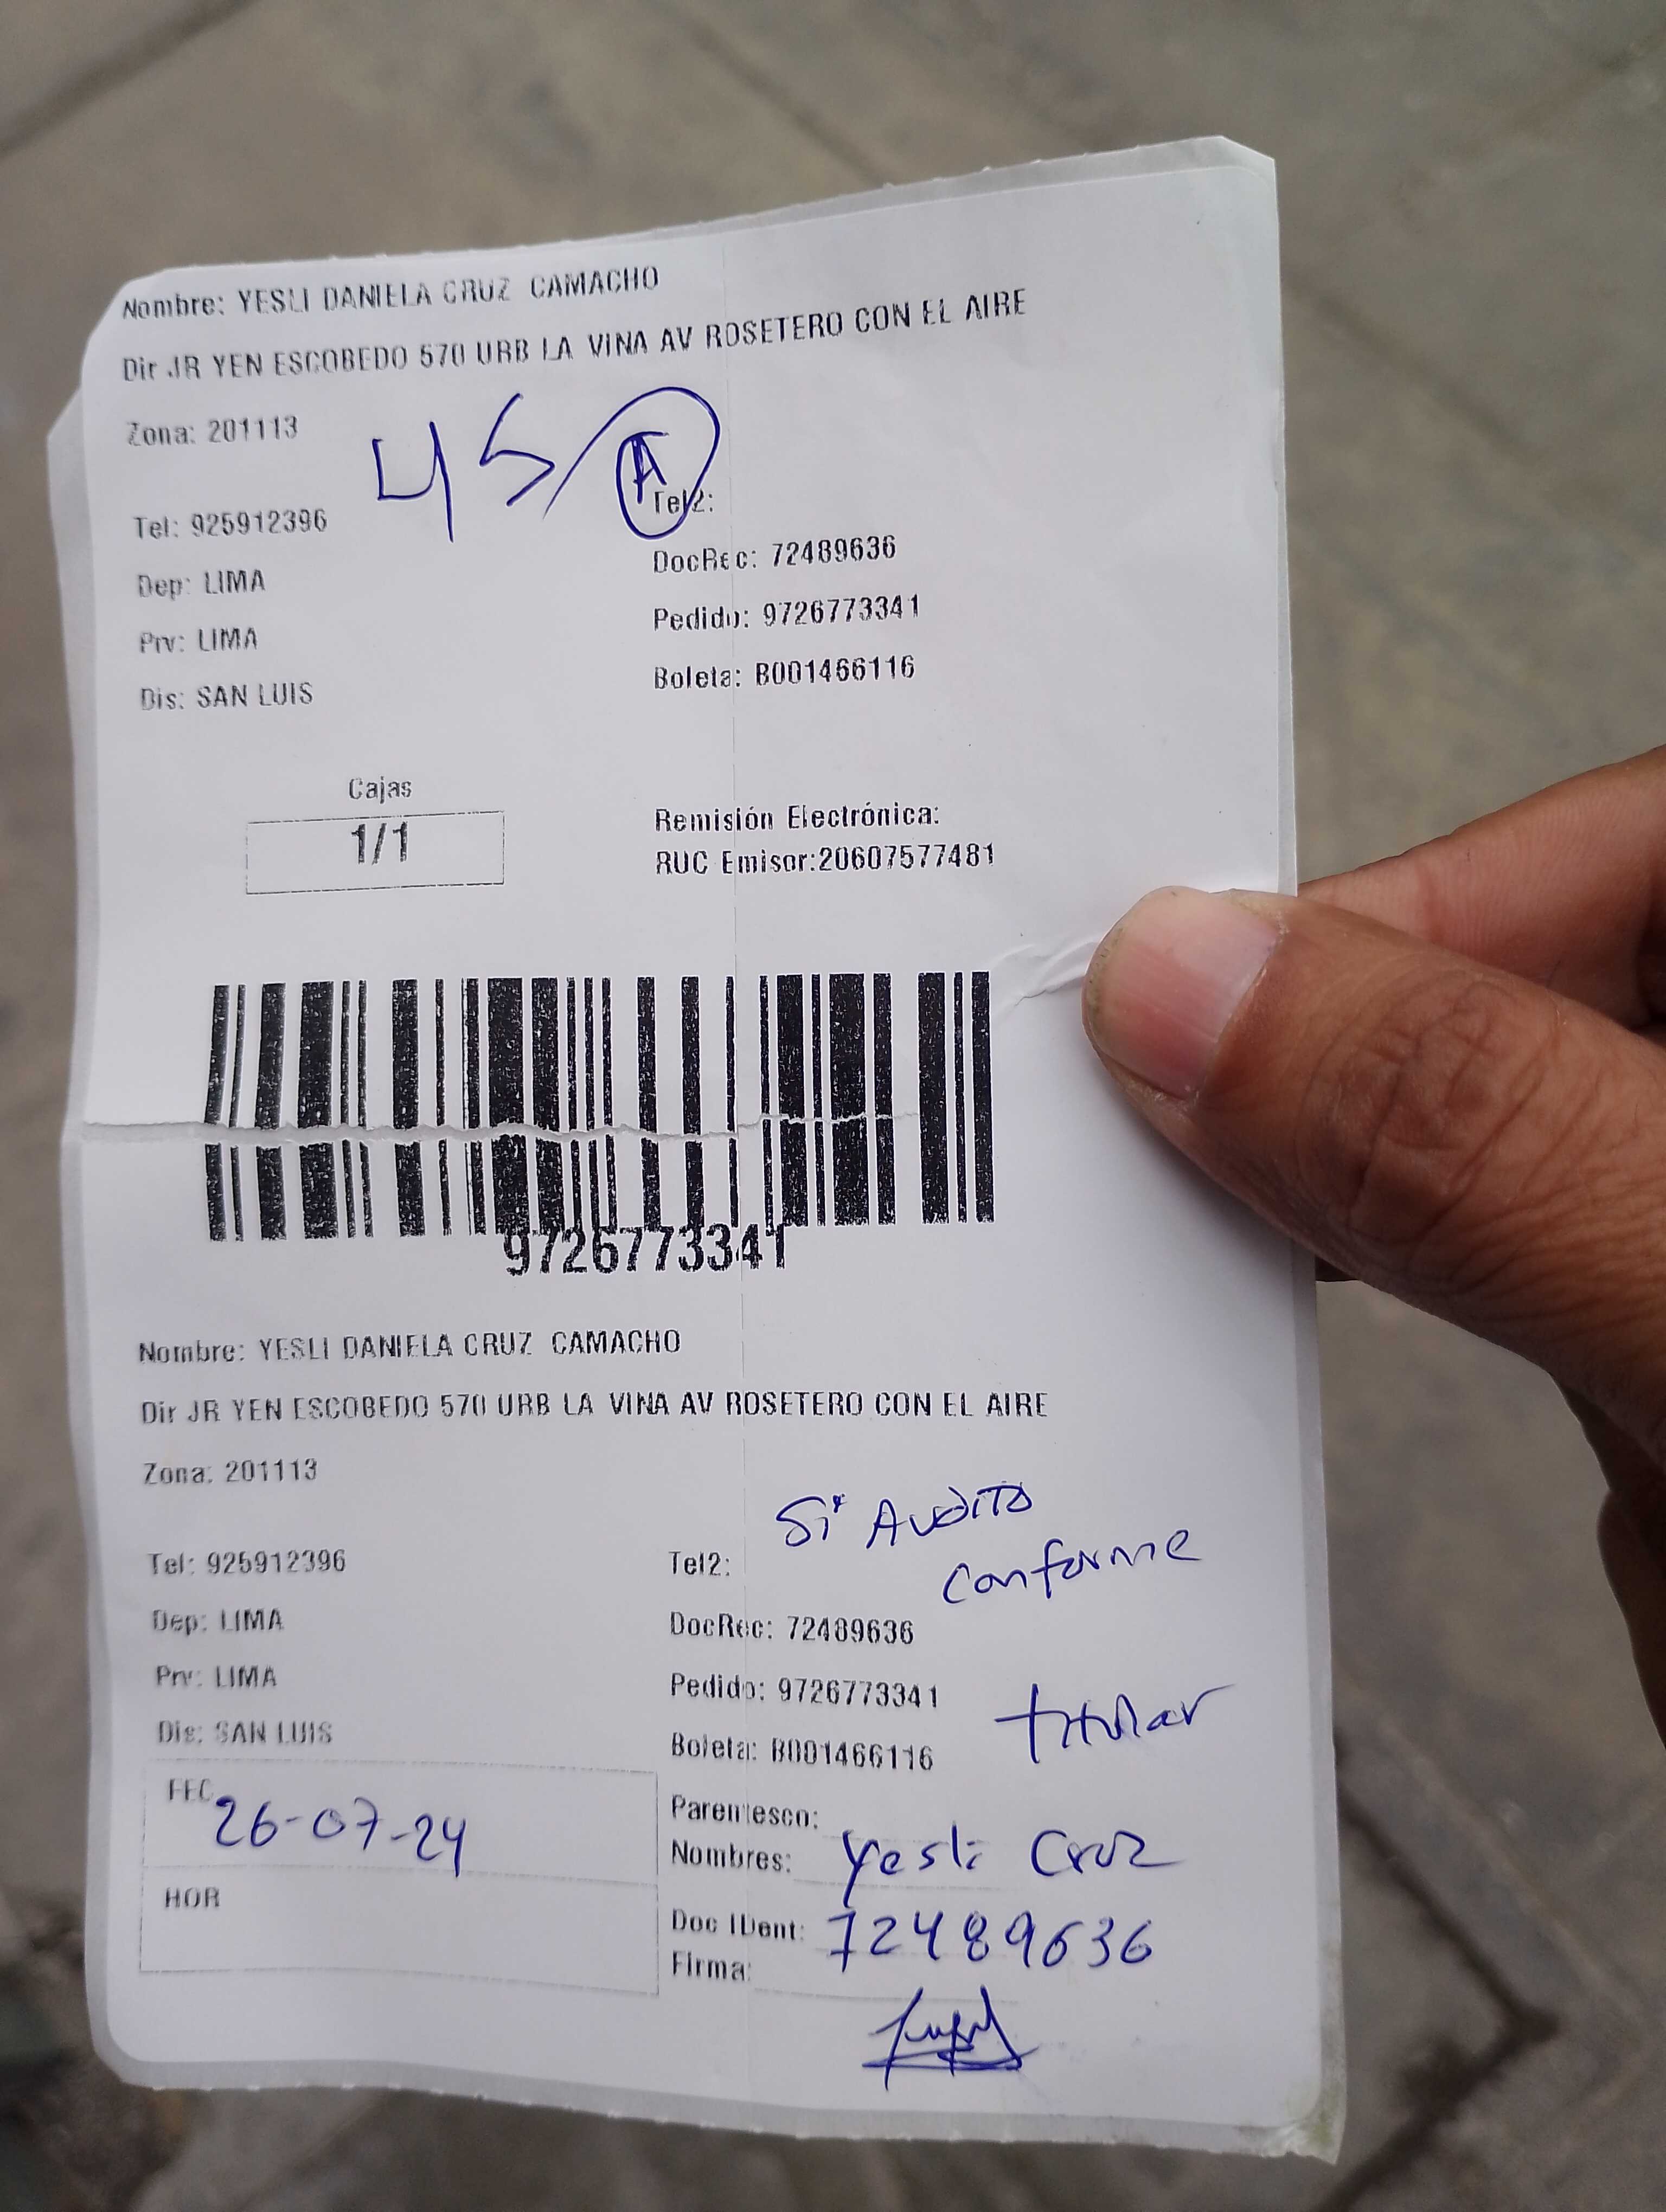 Nombre: YESLI DANIELA CRUZ CAMACHO
Dir JR YEN ESCOBEDO 570 URB LA VINA AV ROSETERO CON EL AIRE
Zona: 201113
45/A
Tel: 925912396
Tel2:
Dep: LIMA
DocRec: 72489636
Prv: LIMA
Pedido: 9726773341
Dis: SAN LUIS
Boleta: B001466116
Cajas
1/1
Remisión Electrónica:
RUC Emisor:20607577481
9726773341
Nombre: YESLI DANIELA CRUZ CAMACHO
Dir JR YEN ESCOBEDO 570 URB LA VINA AV ROSETERO CON EL AIRE
Zona: 201113
Si Audito
conforme
Tel: 925912396
Tel2:
Dep: LIMA
DocRec: 72489636
Prv: LIMA
Pedido: 9726773341
titular
Dis: SAN LUIS
Boleta: B001466116
FEC 26-07-24
Parentesco:
Nombres: Yesli Cruz
HOR
Doc IDent: 72489636
Firma: